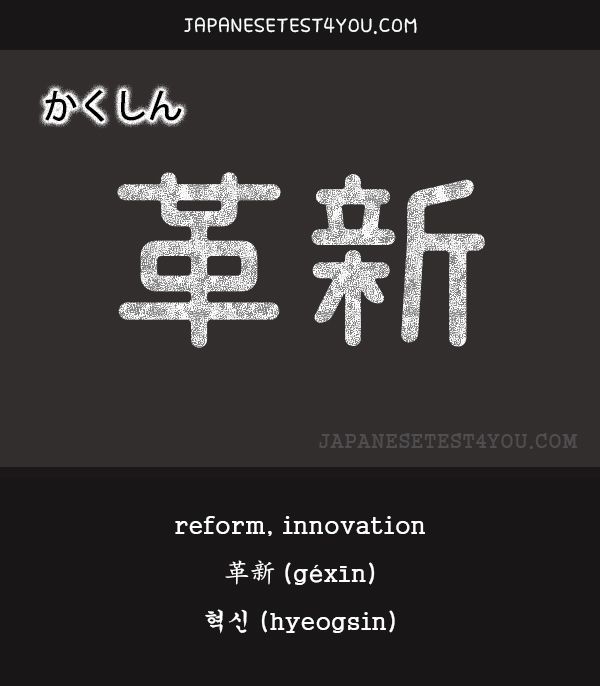 JAPANESETEST4YOU.COM
かくしん
革新
JAPANESETEST4YOU.COM
reform, innovation
革新 (géxīn)
혁신 (hyeogsin)